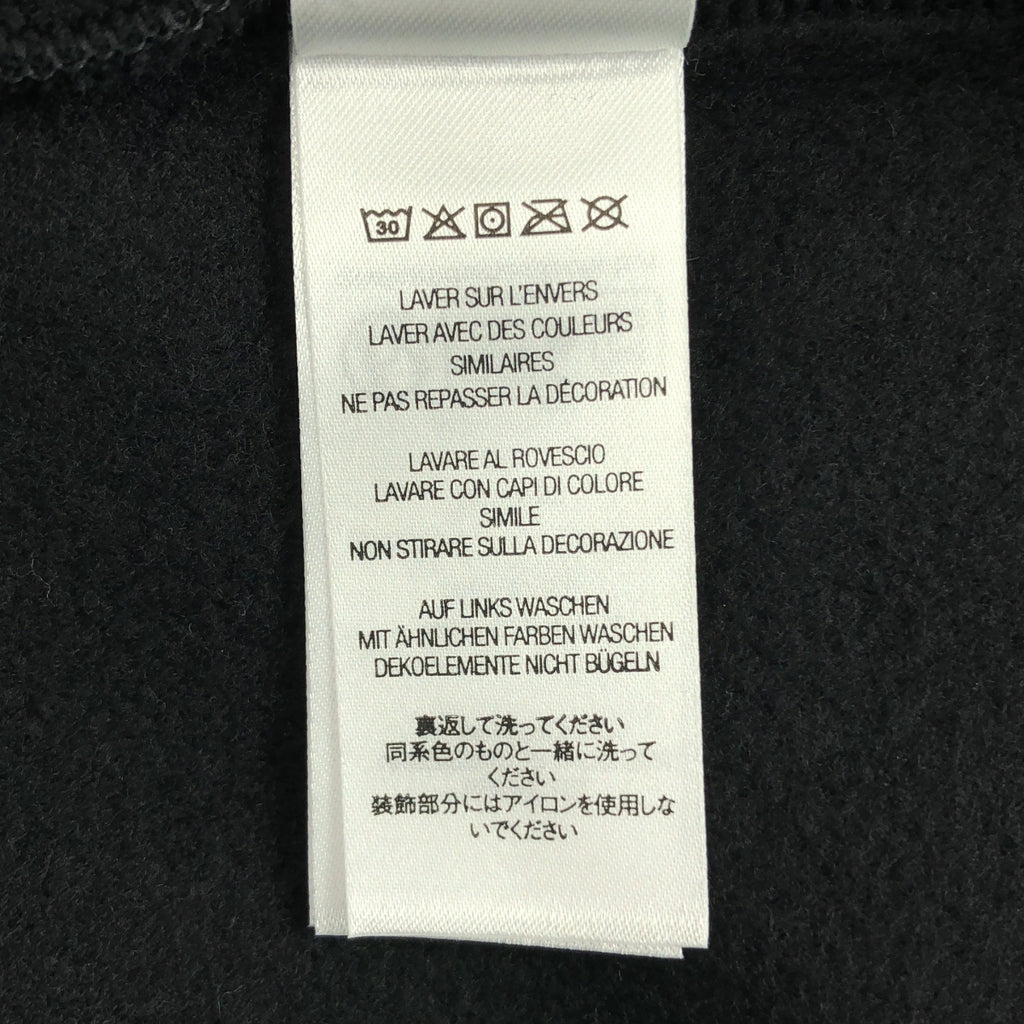 30
LAVER SUR L'ENVERS
LAVER AVEC DES COULEURS
SIMILAIRES
NE PAS REPASSER LA DÉCORATION
LAVARE AL ROVESCIO
LAVARE CON CAPI DI COLORE
SIMILE
NON STIRARE SULLA DECORAZIONE
AUF LINKS WASCHEN
MIT ÄHNLICHEN FARBEN WASCHEN
DEKOELEMENTE NICHT BÜGELN
裏返して洗ってください
同系色のものと一緒に洗って
ください
装飾部分にはアイロンを使用しな
いでください